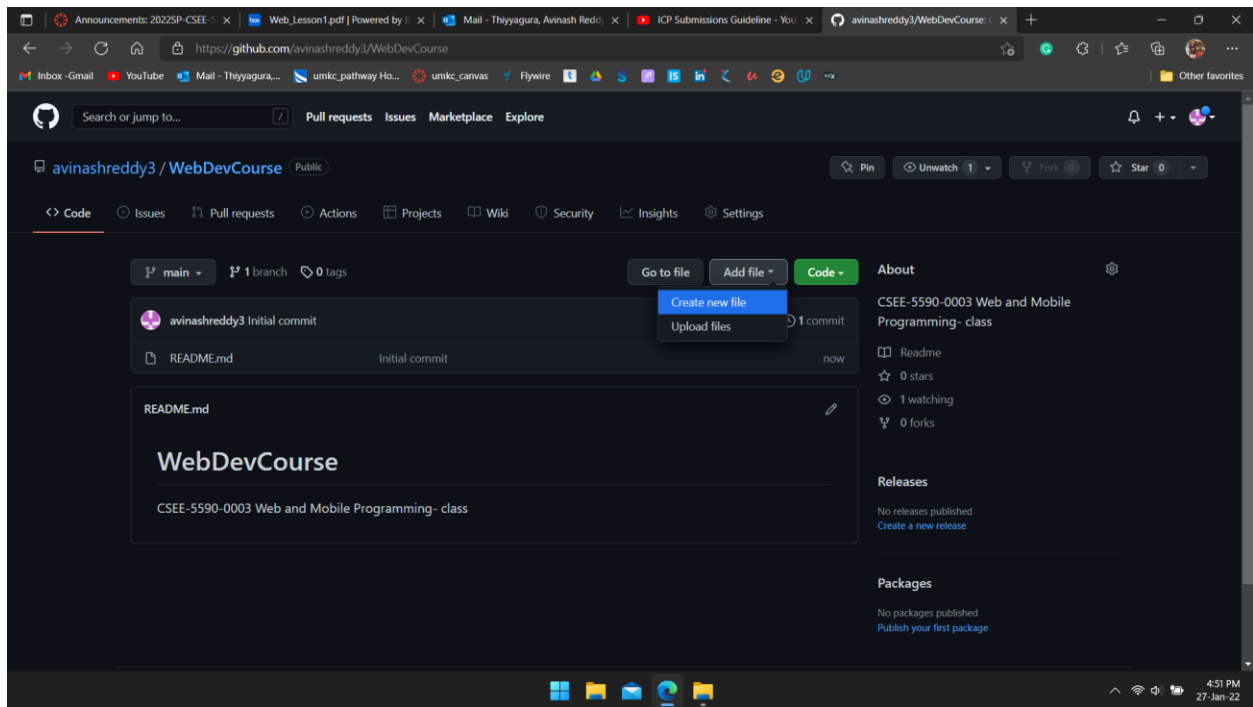 Announcements: 2022SP-CSEE-5
Web_Lesson1.pdf | Powered by
Mail - Thiyyagura, Avinash Redd
ICP Submissions Guideline - You
avinashreddy3/WebDevCourse:
https://github.com/avinashreddy3/WebDevCourse
Inbox -Gmail YouTube Mail - Thiyyagura,... umkc_pathway Ho... umkc_canvas Flywire Other favorites
Search or jump to... / Pull requests Issues Marketplace Explore
avinashreddy3 / WebDevCourse Public Pin Unwatch 1 Fork 0 Star 0
<> Code Issues Pull requests Actions Projects Wiki Security Insights Settings
main 1 branch 0 tags Go to file Add file Code
Create new file
Upload files
avinashreddy3 Initial commit 1 commit
README.md Initial commit now
README.md
WebDevCourse
CSEE-5590-0003 Web and Mobile Programming- class
About
CSEE-5590-0003 Web and Mobile
Programming- class
Readme
0 stars
1 watching
0 forks
Releases
No releases published
Create a new release
Packages
No packages published
Publish your first package
4:51 PM
27-Jan-22